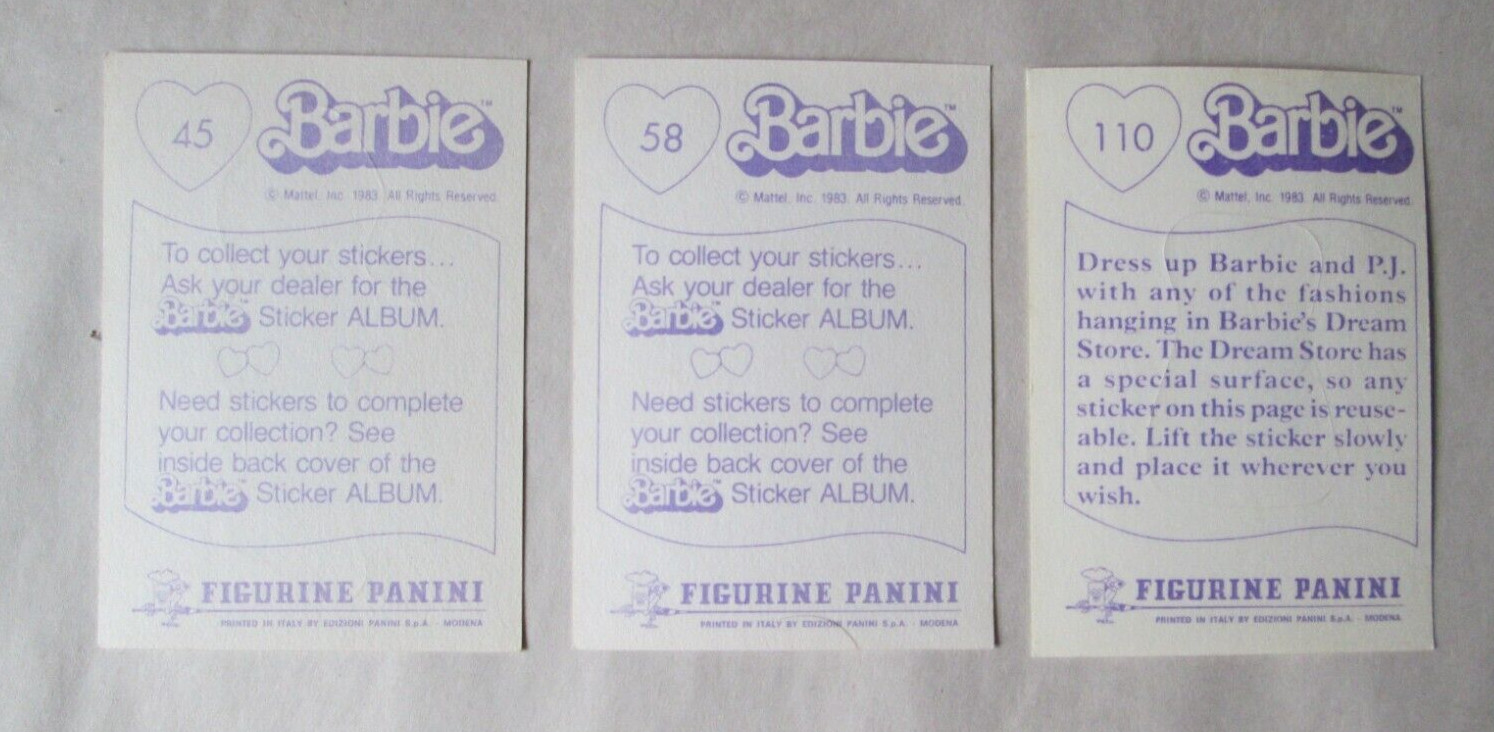 45
Barbie™
© Mattel, Inc. 1983. All Rights Reserved.
To collect your stickers...
Ask your dealer for the
Barbie™ Sticker ALBUM.
Need stickers to complete
your collection? See
inside back cover of the
Barbie™ Sticker ALBUM.
FIGURINE PANINI
PRINTED IN ITALY BY EDIZIONI PANINI S.p.A. - MODENA
58
Barbie™
© Mattel, Inc. 1983. All Rights Reserved.
To collect your stickers...
Ask your dealer for the
Barbie™ Sticker ALBUM.
Need stickers to complete
your collection? See
inside back cover of the
Barbie™ Sticker ALBUM.
FIGURINE PANINI
PRINTED IN ITALY BY EDIZIONI PANINI S.p.A. - MODENA
110
Barbie™
© Mattel, Inc. 1983. All Rights Reserved.
Dress up Barbie and P.J.
with any of the fashions
hanging in Barbie's Dream
Store. The Dream Store has
a special surface, so any
sticker on this page is reuse-
able. Lift the sticker slowly
and place it wherever you
wish.
FIGURINE PANINI
PRINTED IN ITALY BY EDIZIONI PANINI S.p.A. - MODENA